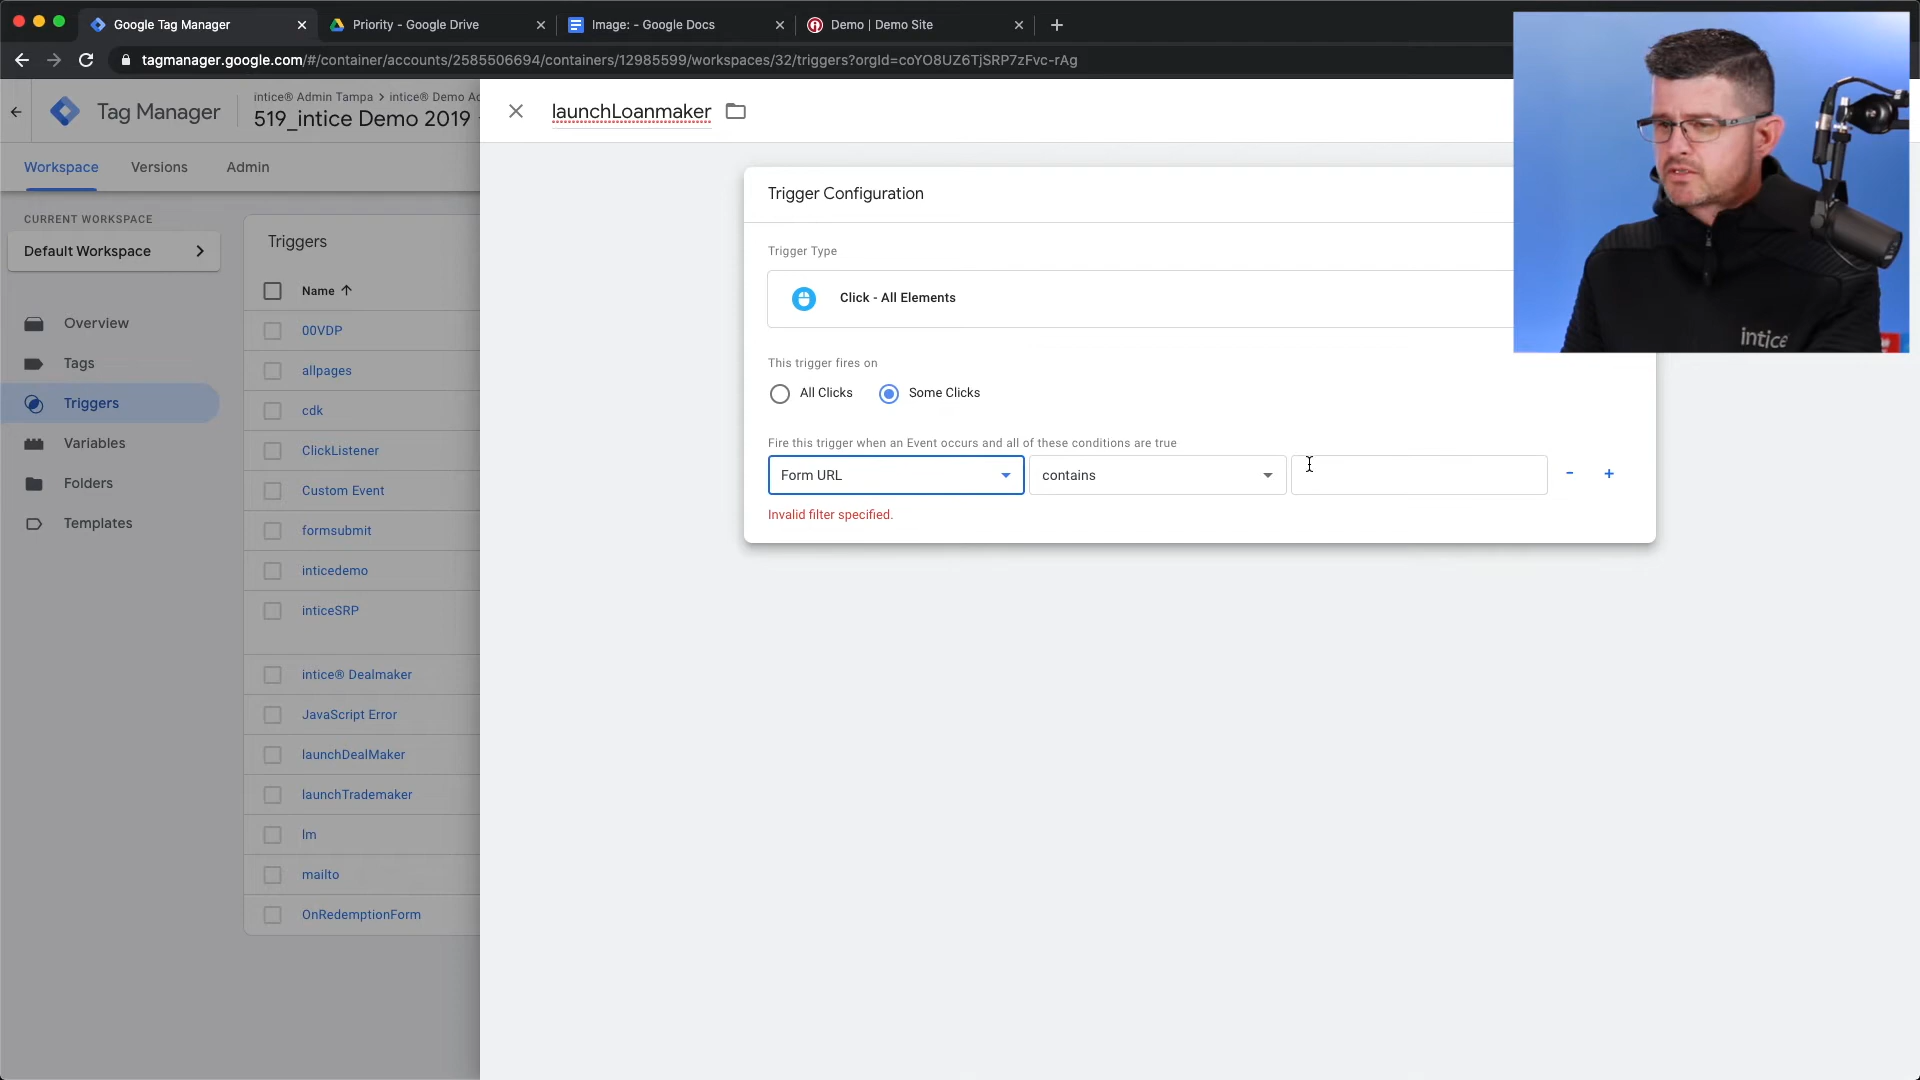 Google Tag Manager
Priority - Google Drive
Image: - Google Docs
Demo | Demo Site
tagmanager.google.com/#/container/accounts/2585506694/containers/12985599/workspaces/32/triggers?orgId=coYO8UZ6TjSRP7zFvc-rAg
Tag Manager
intice® Admin Tampa > intice® Demo Ac
519_intice Demo 2019
launchLoanmaker
Workspace
Versions
Admin
CURRENT WORKSPACE
Default Workspace
Overview
Tags
Triggers
Variables
Folders
Templates
Triggers
Name
00VDP
allpages
cdk
ClickListener
Custom Event
formsubmit
inticedemo
inticeSRP
intice® Dealmaker
JavaScript Error
launchDealMaker
launchTrademaker
lm
mailto
OnRedemptionForm
Trigger Configuration
Trigger Type
Click - All Elements
This trigger fires on
All Clicks
Some Clicks
Fire this trigger when an Event occurs and all of these conditions are true
Form URL
contains
- +
Invalid filter specified.
intice